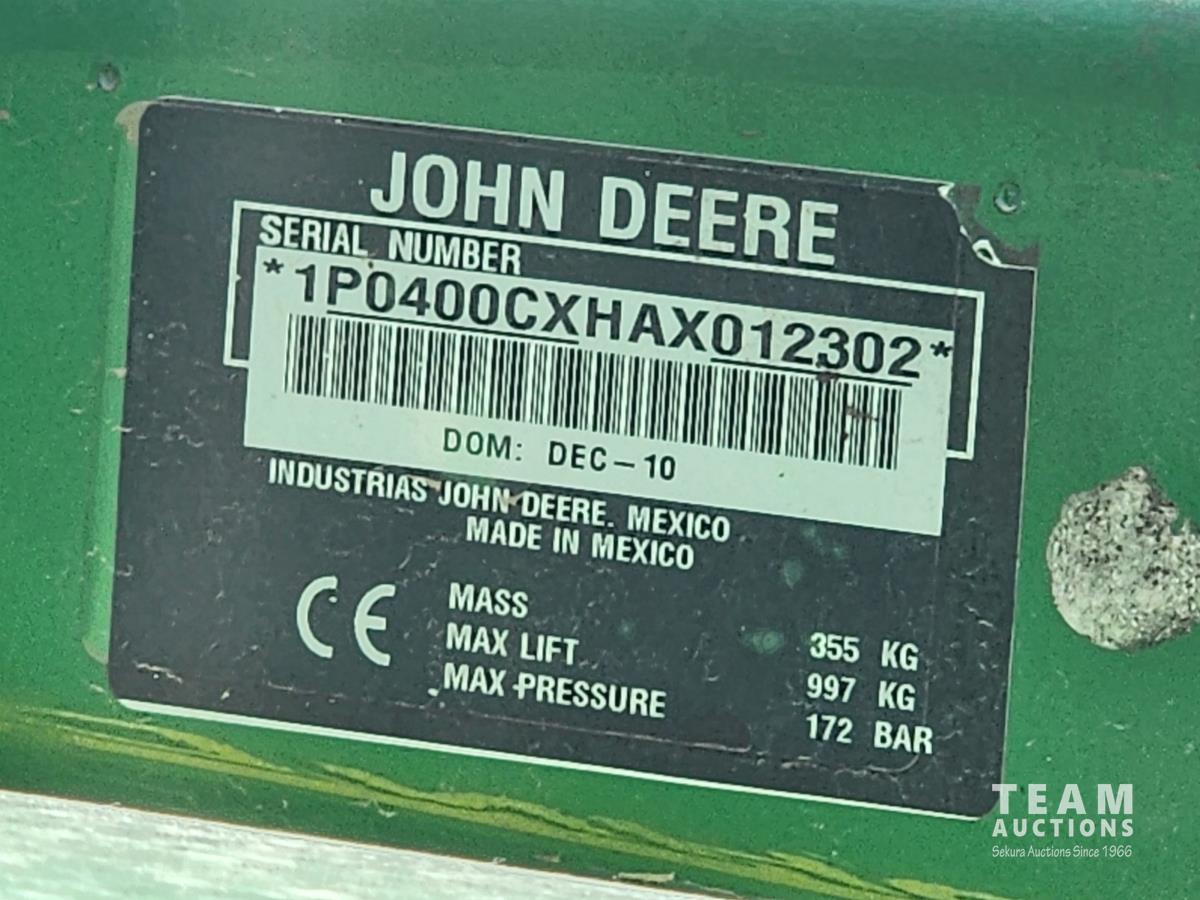 JOHN DEERE
SERIAL NUMBER
*1P0400CXHAX012302*
DOM: DEC-10
INDUSTRIAS JOHN DEERE. MEXICO
MADE IN MEXICO
CE
MASS 355 KG
MAX LIFT 997 KG
MAX PRESSURE 172 BAR
TEAM
AUCTIONS
Sekura Auctions Since 1966